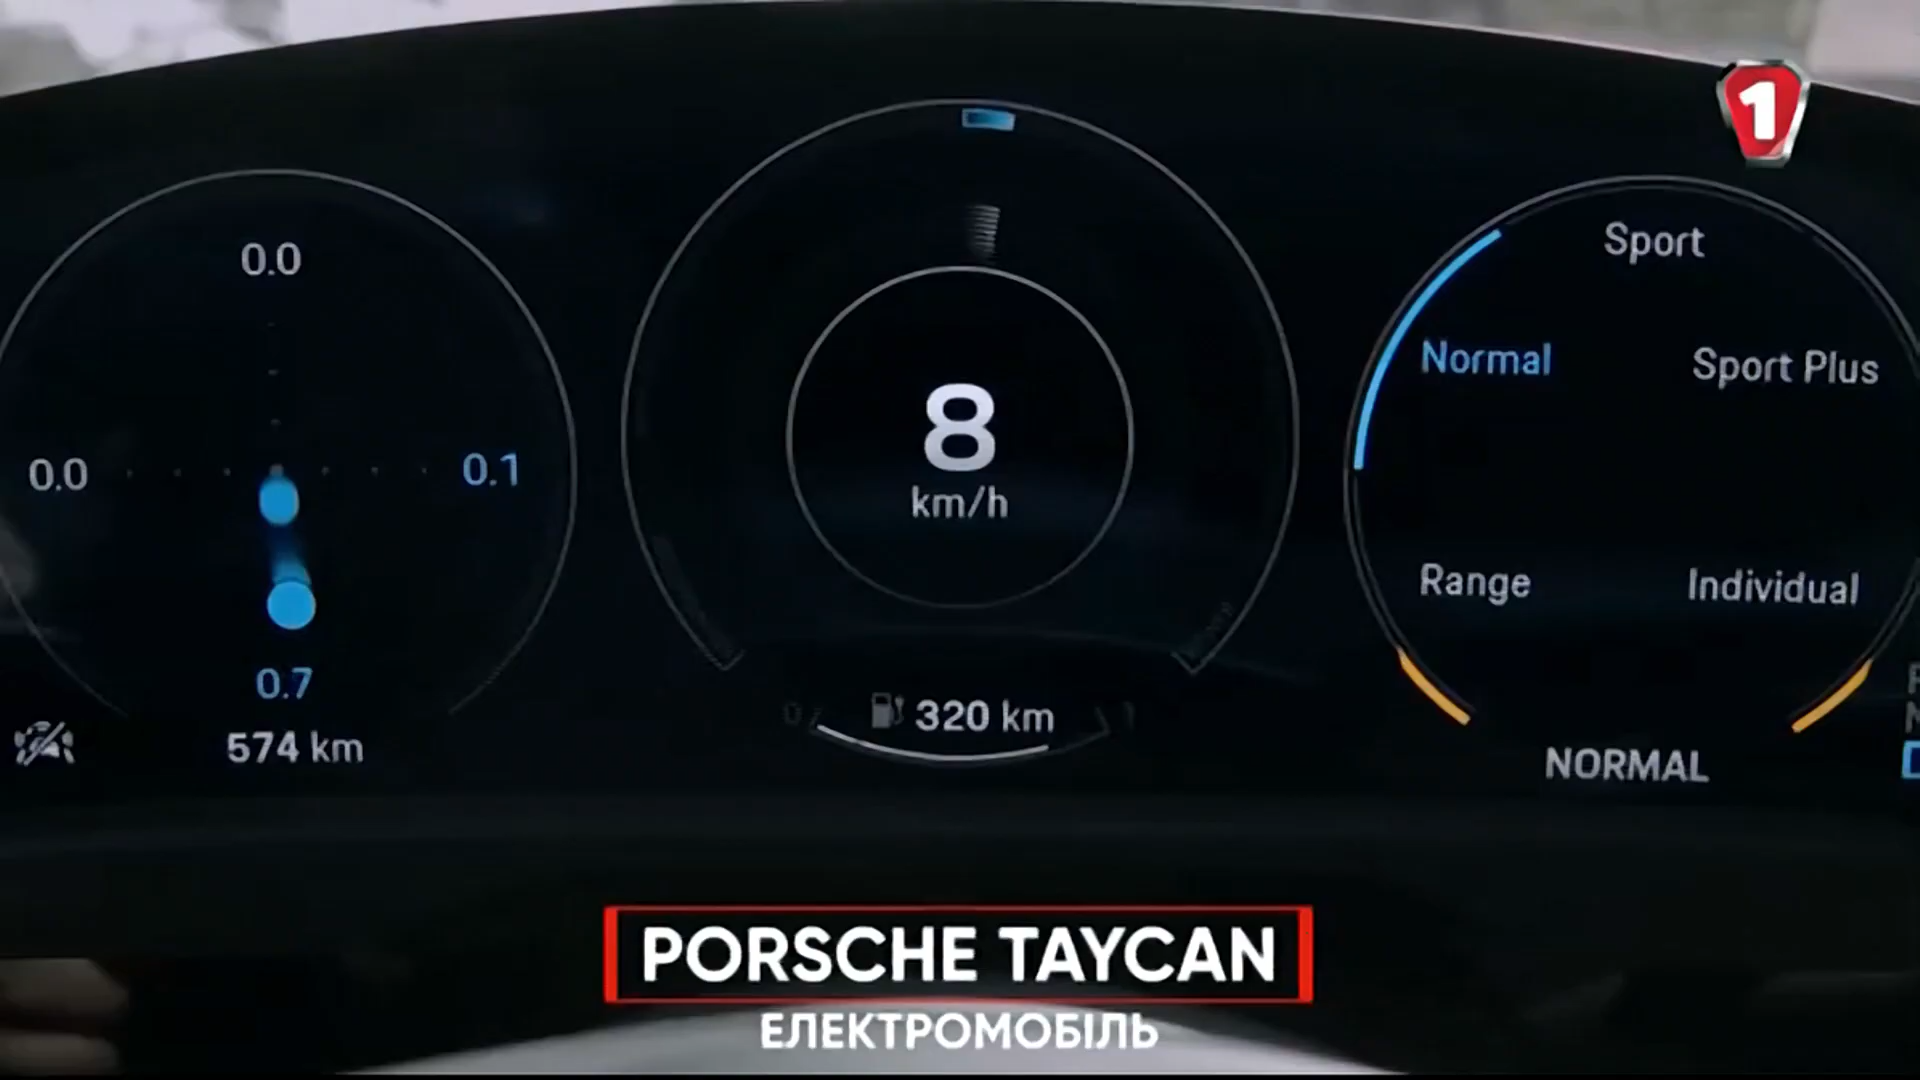 1
0.0
0.0
0.1
0.7
574 km
8
km/h
320 km
Sport
Normal
Sport Plus
Range
Individual
NORMAL
PORSCHE TAYCAN
ЕЛЕКТРОМОБІЛЬ